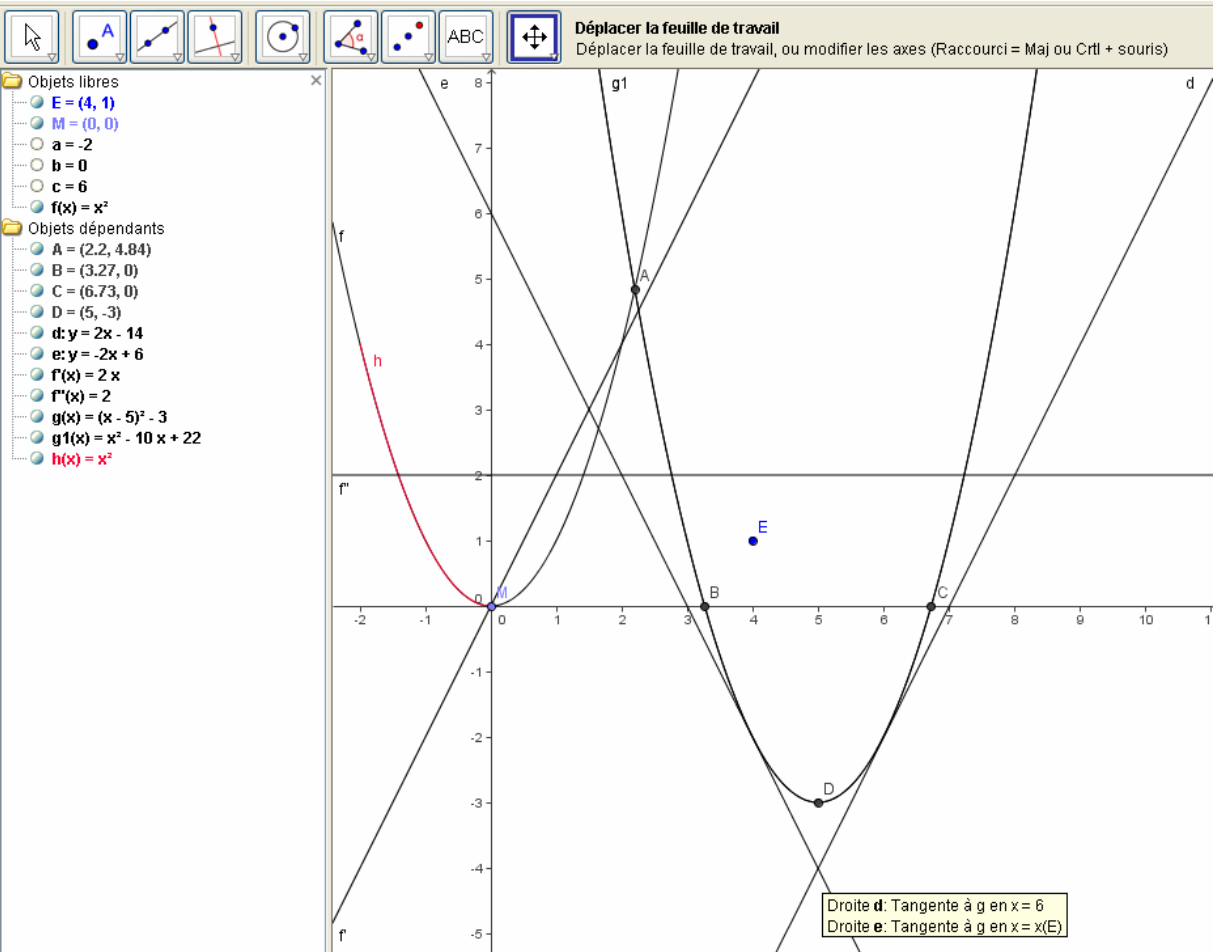 A
α
ABC
Déplacer la feuille de travail
Déplacer la feuille de travail, ou modifier les axes (Raccourci = Maj ou Crtl + souris)
Objets libres
E = (4, 1)
M = (0, 0)
a = -2
b = 0
c = 6
f(x) = x²
Objets dépendants
A = (2.2, 4.84)
B = (3.27, 0)
C = (6.73, 0)
D = (5, -3)
d: y = 2x - 14
e: y = -2x + 6
f'(x) = 2 x
f''(x) = 2
g(x) = (x - 5)² - 3
g1(x) = x² - 10 x + 22
h(x) = x²
e
8
g1
d
7
6
f
5
A
4
h
3
2
f''
1
E
0
M
B
C
-2
-1
0
1
2
3
4
5
6
7
8
9
10
1
-1
-2
D
-3
-4
Droite d: Tangente à g en x = 6
Droite e: Tangente à g en x = x(E)
f'
-5